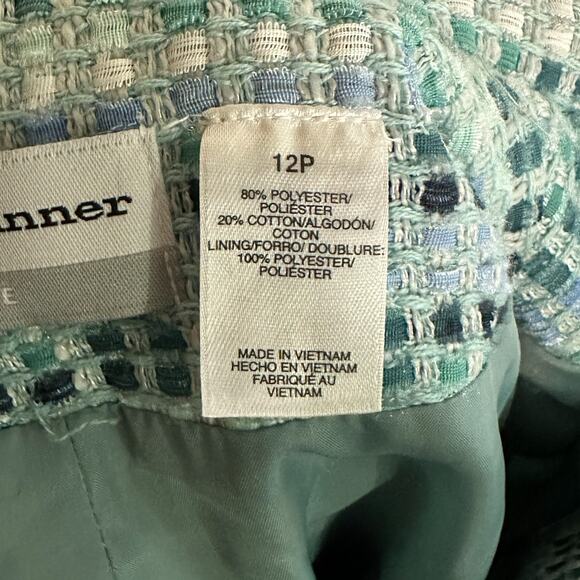 nner
E
12P
80% POLYESTER/
POLIÉSTER
20% COTTON/ALGODÓN/
COTON
LINING/FORRO/ DOUBLURE:
100% POLYESTER/
POLIÉSTER
MADE IN VIETNAM
HECHO EN VIETNAM
FABRIQUÉ AU
VIETNAM